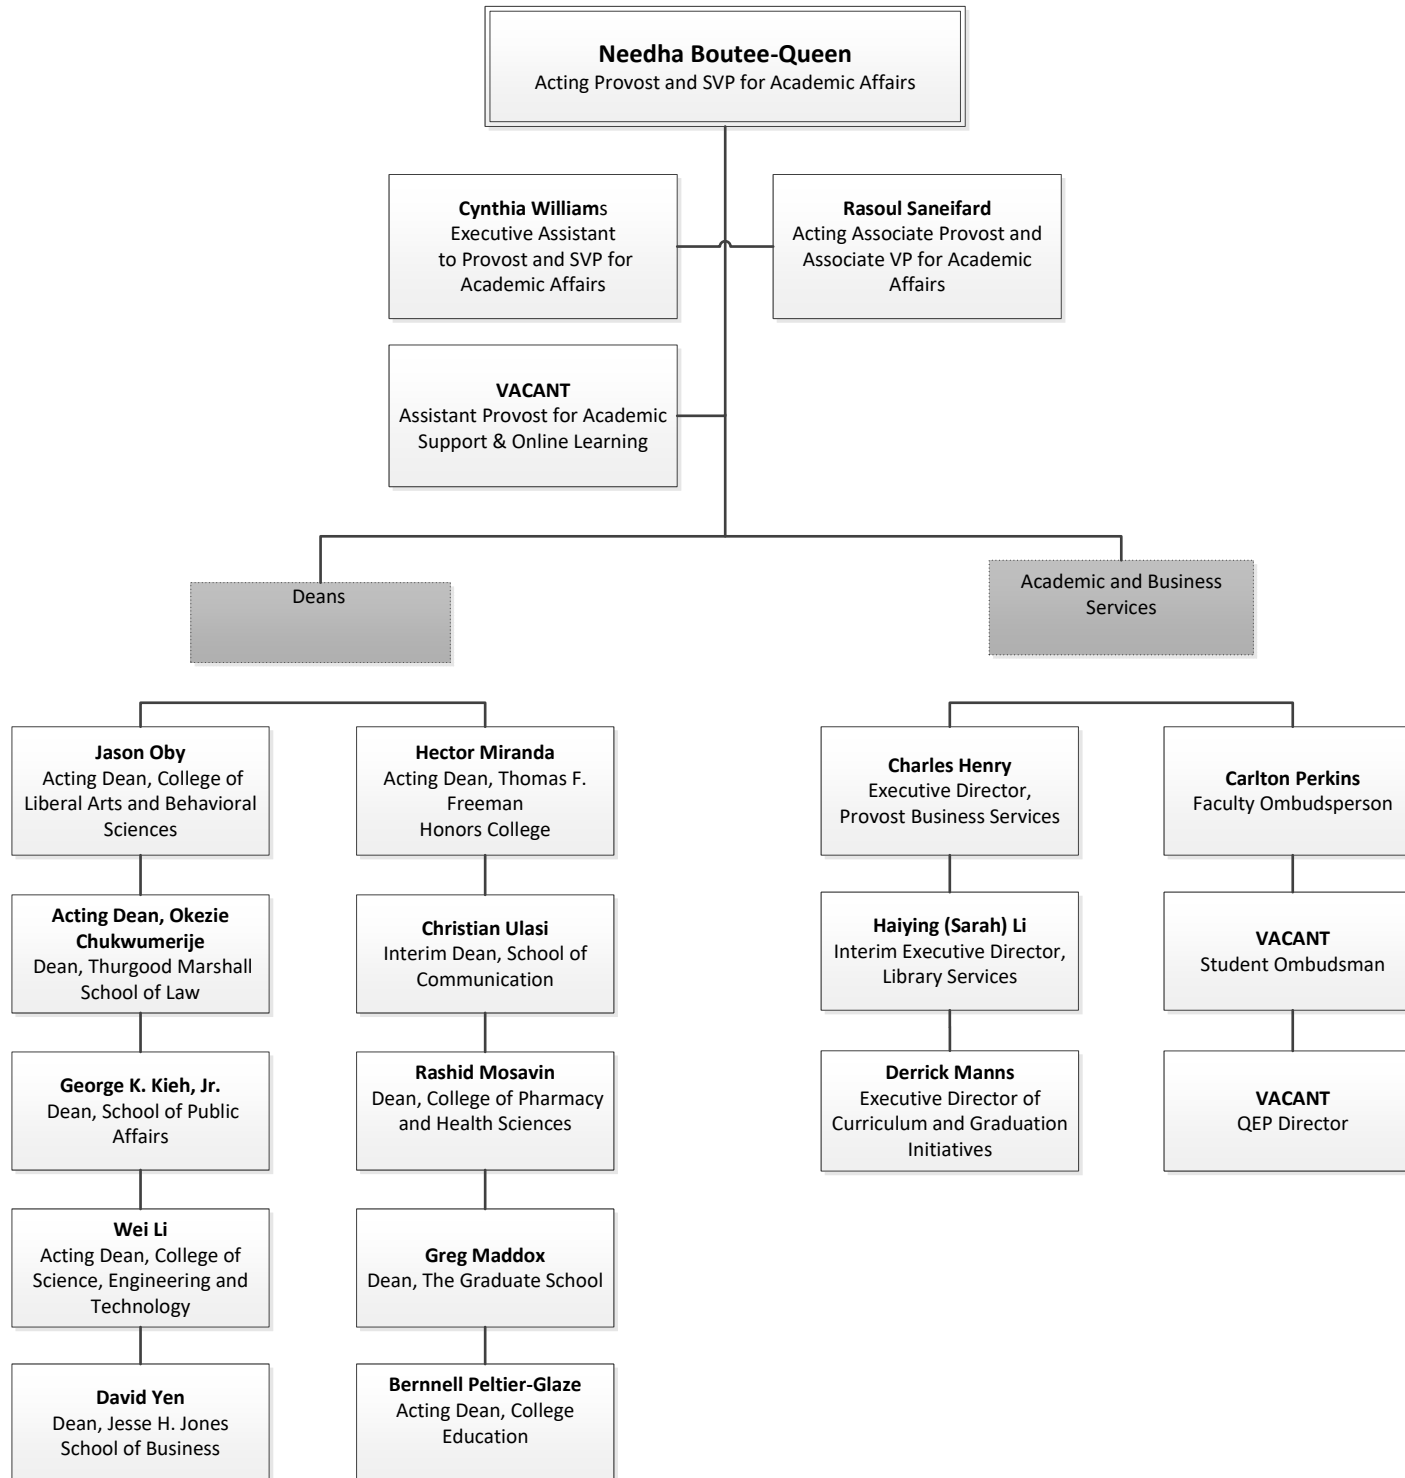 Needha Boutee-Queen
Acting Provost and SVP for Academic Affairs
Cynthia Williams
Executive Assistant
to Provost and SVP for
Academic Affairs
Rasoul Saneifard
Acting Associate Provost and
Associate VP for Academic
Affairs
VACANT
Assistant Provost for Academic
Support & Online Learning
Deans
Academic and Business
Services
Jason Oby
Acting Dean, College of
Liberal Arts and Behavioral
Sciences
Acting Dean, Okezie
Chukwumerije
Dean, Thurgood Marshall
School of Law
George K. Kieh, Jr.
Dean, School of Public
Affairs
Wei Li
Acting Dean, College of
Science, Engineering and
Technology
David Yen
Dean, Jesse H. Jones
School of Business
Hector Miranda
Acting Dean, Thomas F.
Freeman
Honors College
Christian Ulasi
Interim Dean, School of
Communication
Rashid Mosavin
Dean, College of Pharmacy
and Health Sciences
Greg Maddox
Dean, The Graduate School
Bernnell Peltier-Glaze
Acting Dean, College
Education
Charles Henry
Executive Director,
Provost Business Services
Haiying (Sarah) Li
Interim Executive Director,
Library Services
Derrick Manns
Executive Director of
Curriculum and Graduation
Initiatives
Carlton Perkins
Faculty Ombudsperson
VACANT
Student Ombudsman
VACANT
QEP Director